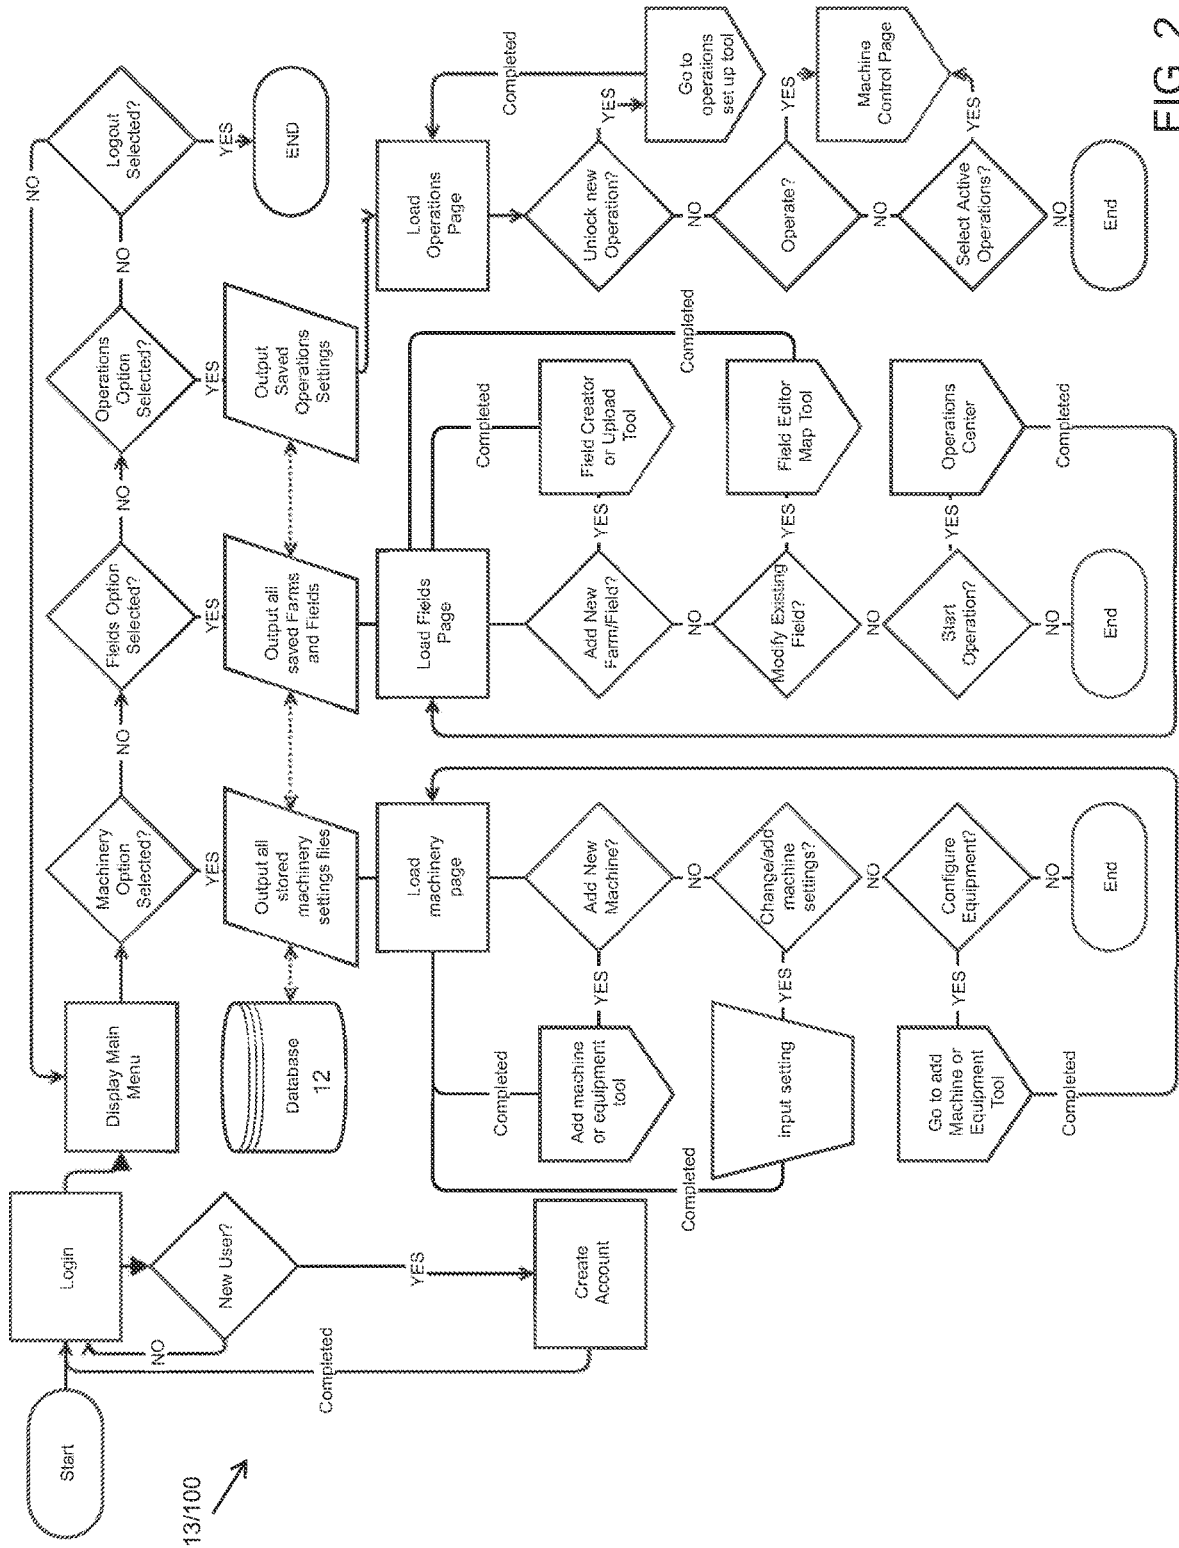 Start
Login
NO
New User?
YES
Create
Account
Completed
Display Main
Menu
Machinery
Option
Selected?
NO
Fields Option
Selected?
NO
Operations
Option
Selected?
NO
Logout
Selected?
NO
YES
END
YES
YES
YES
Database
12
Output all
stored
machinery
settings files
Output all
saved Farms
and Fields
Output
Saved
Operations
Settings
Load
machinery
page
Add New
Machine?
YES
Add machine
or equipment
tool
Completed
NO
Change/add
machine
settings?
YES
input setting
Completed
NO
Configure
Equipment?
YES
Go to add
Machine or
Equipment
Tool
Completed
NO
End
Load Fields
Page
Add New
Farm/Field?
YES
Field Creator
or Upload
Tool
Completed
NO
Modify Existing
Field?
YES
Field Editor
Map Tool
Completed
NO
Start
Operation?
YES
Operations
Center
Completed
NO
End
Load
Operations
Page
Unlock new
Operation?
YES
Go to
operations
set up tool
Completed
NO
Operate?
YES
Machine
Control Page
NO
Select Active
Operations?
YES
NO
End
13/100
FIG. 2